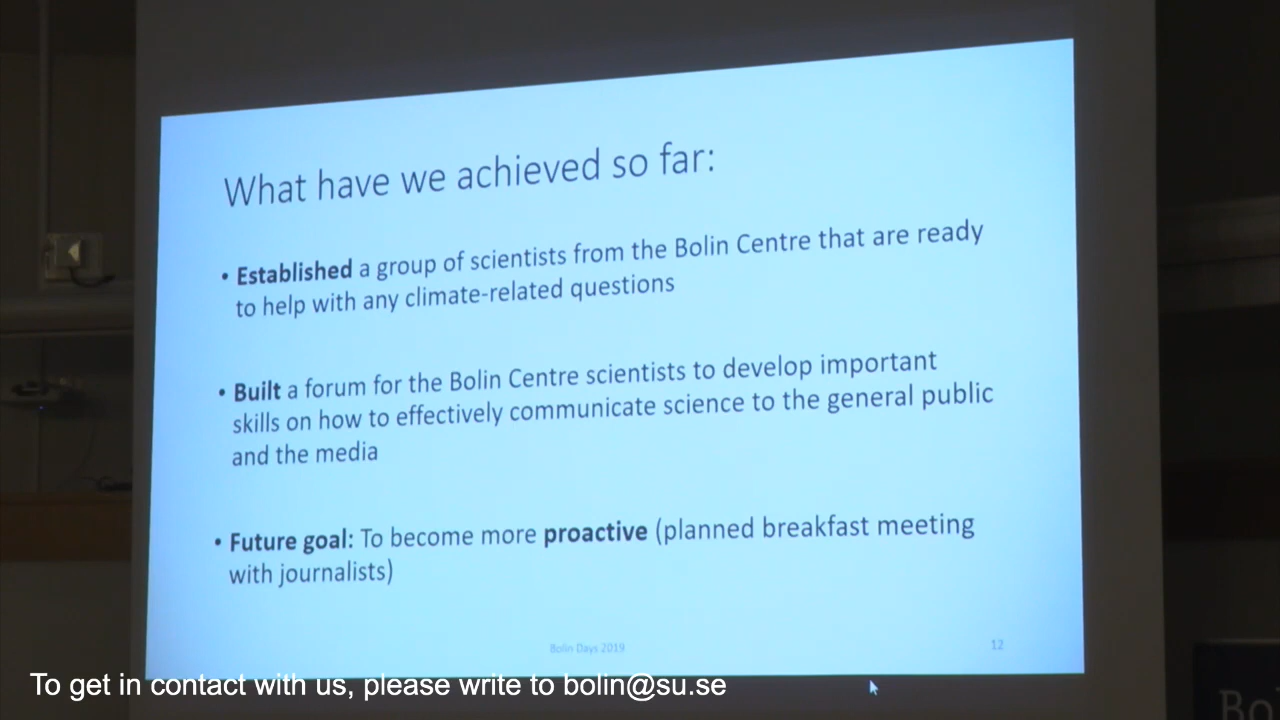 What have we achieved so far:
• Established a group of scientists from the Bolin Centre that are ready
to help with any climate-related questions
• Built a forum for the Bolin Centre scientists to develop important
skills on how to effectively communicate science to the general public
and the media
• Future goal: To become more proactive (planned breakfast meeting
with journalists)
Bolin Days 2019
12
To get in contact with us, please write to bolin@su.se